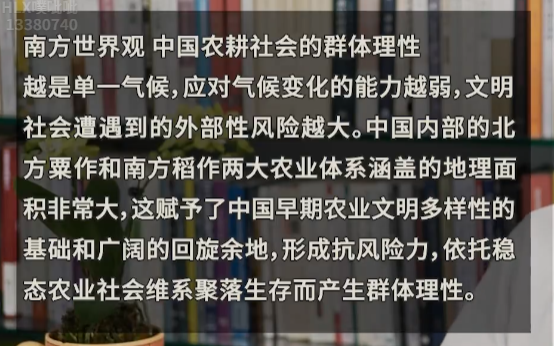 HLX噗呲呲
13380740
南方世界观 中国农耕社会的群体理性
越是单一气候，应对气候变化的能力越弱，文明
社会遭遇到的外部性风险越大。中国内部的北
方粟作和南方稻作两大农业体系涵盖的地理面
积非常大，这赋予了中国早期农业文明多样性的
基础和广阔的回旋余地，形成抗风险力，依托稳
态农业社会维系聚落生存而产生群体理性。